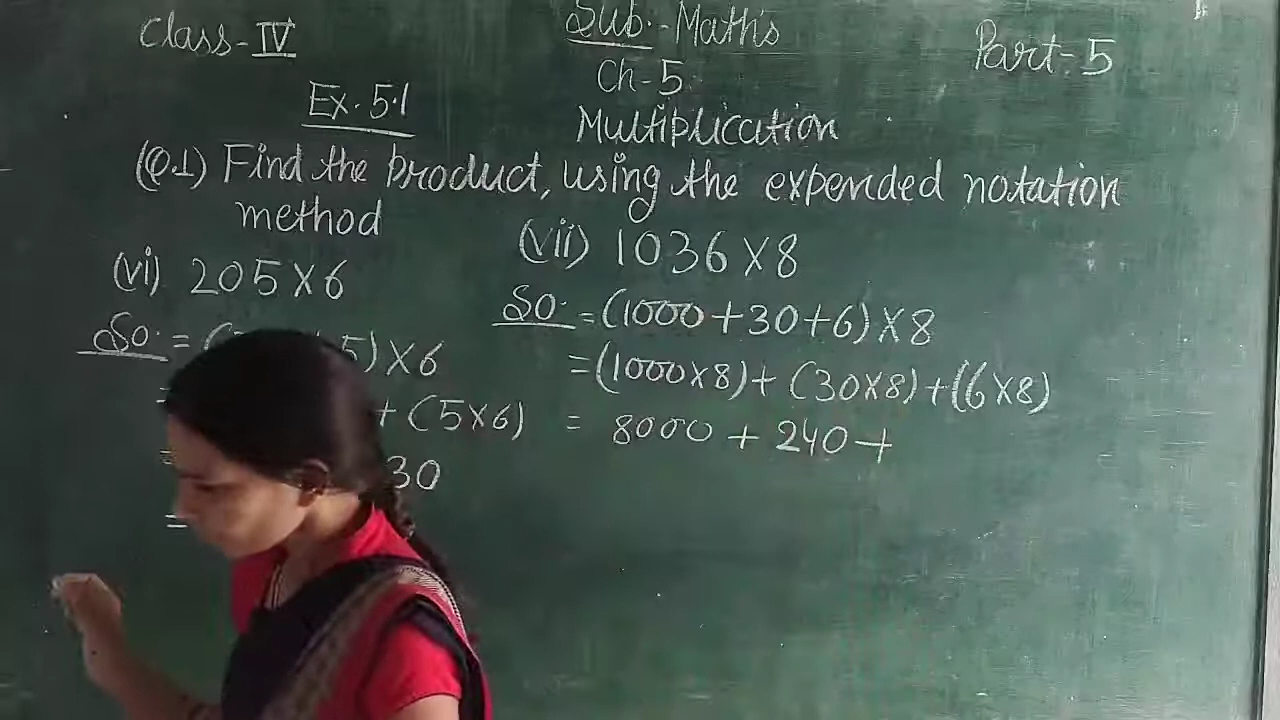 Class-IV
Sub:-Maths
Part-5
Ch-5
Ex. 5.1
Multiplication
(Q.1) Find the product, using the expended notation
method
(vi) 205×6
So. = ( 5)×6
=
+ (5×6)
= 30
=
(vii) 1036×8
So. =(1000+30+6)×8
=(1000×8)+(30×8)+(6×8)
= 8000 + 240 +